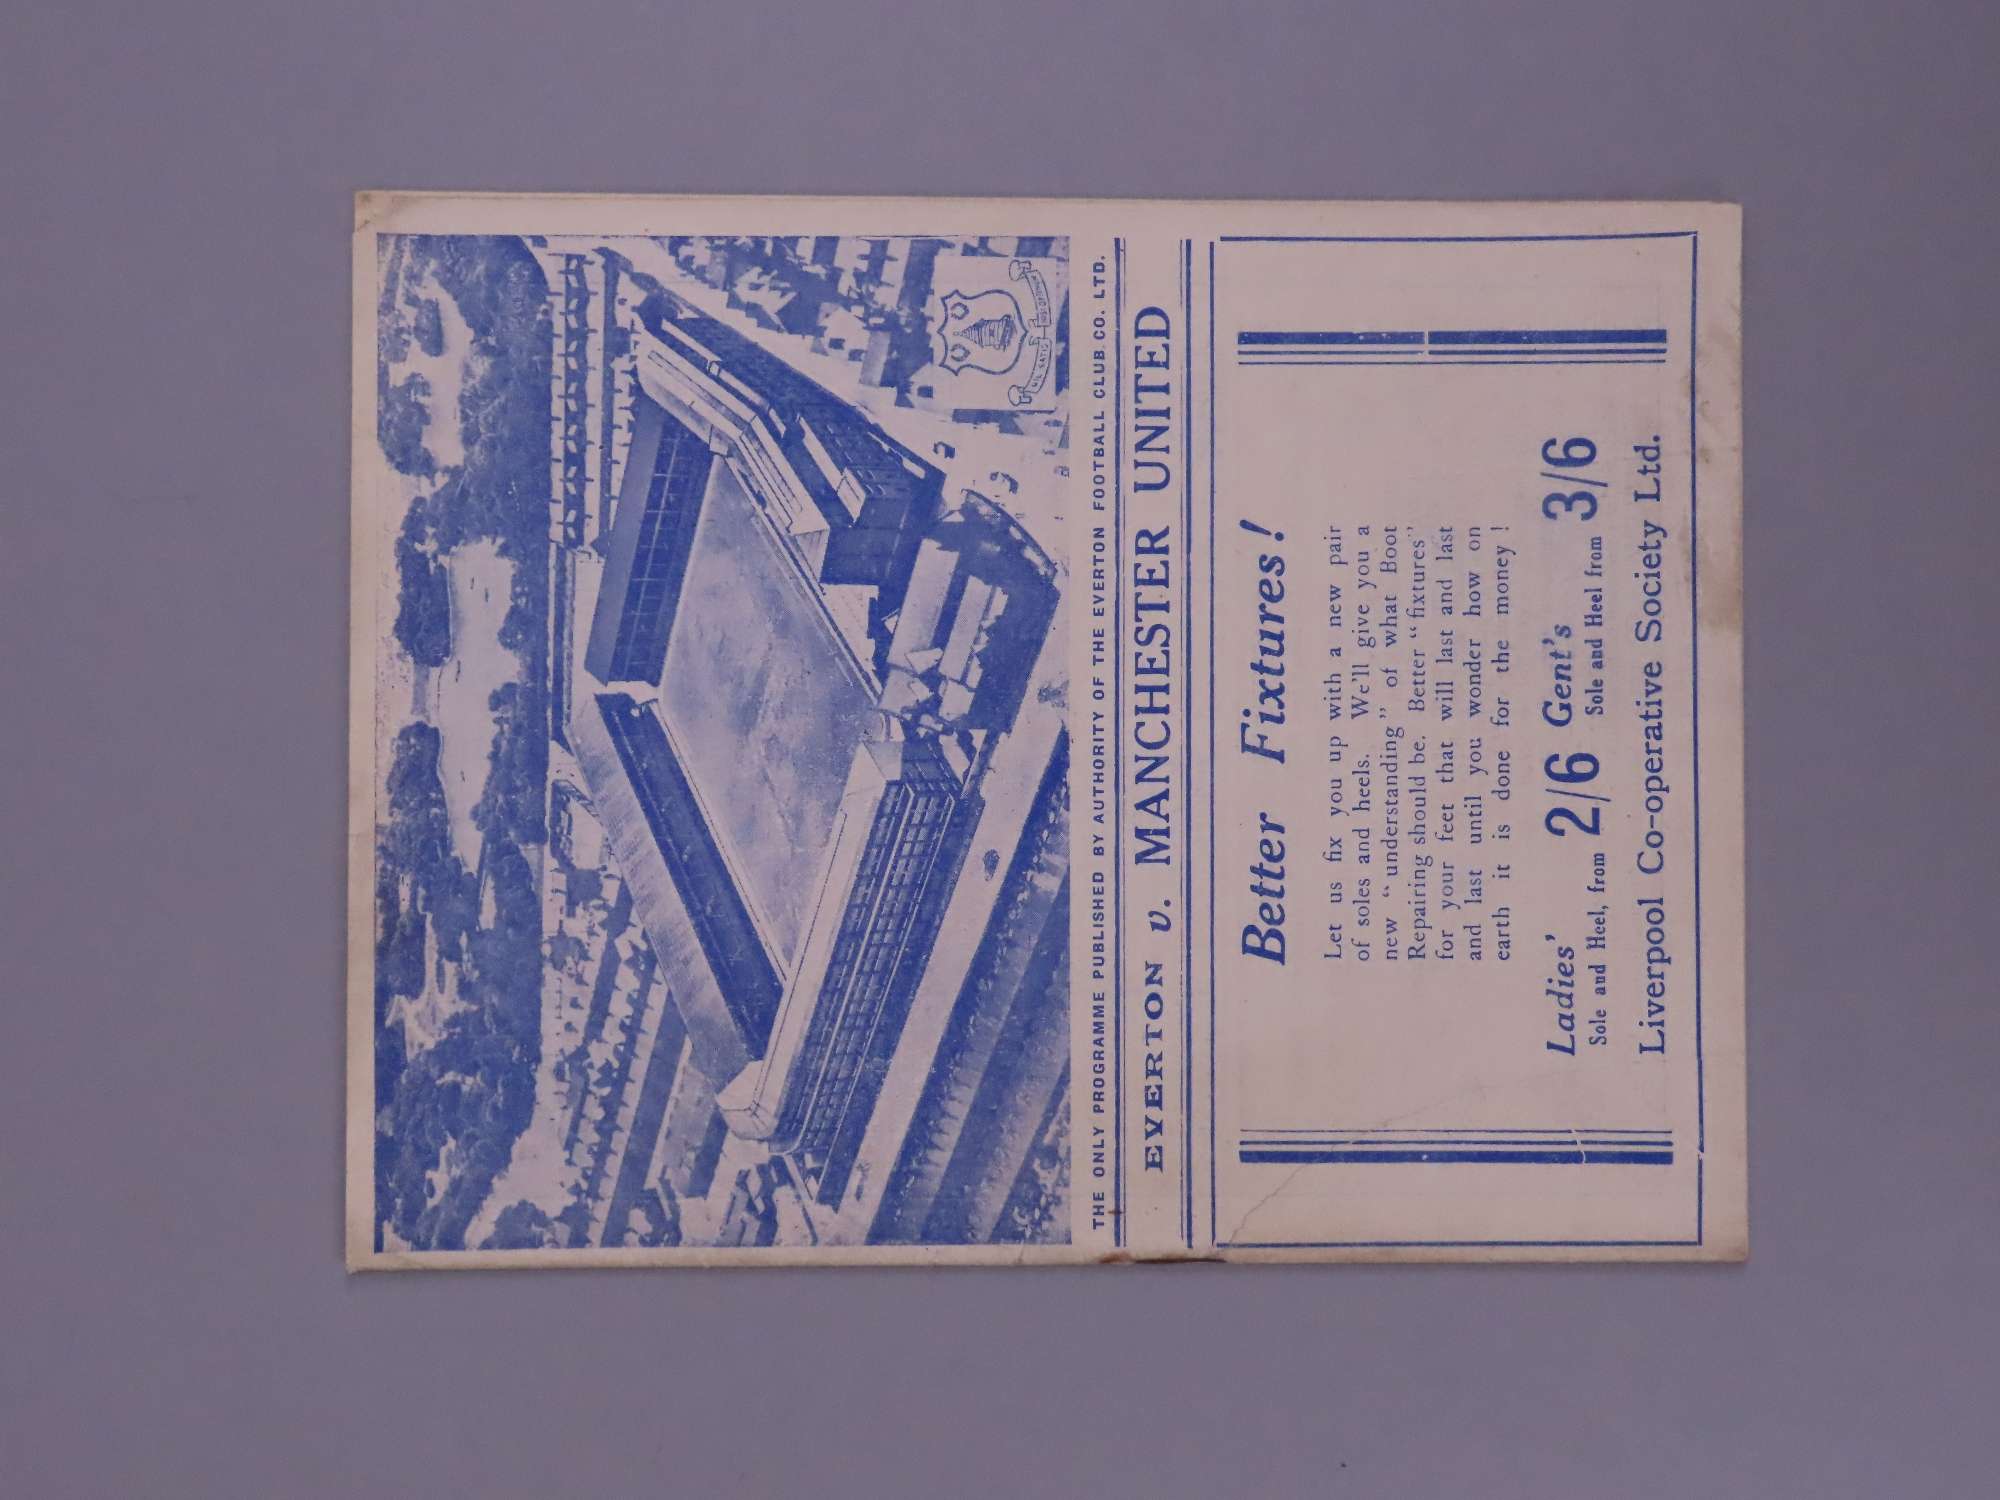 NIL SATIS NISI OPTIMUM
THE ONLY PROGRAMME PUBLISHED BY AUTHORITY OF THE EVERTON FOOTBALL CLUB CO. LTD.
EVERTON v. MANCHESTER UNITED
Better Fixtures!
Let us fix you up with a new pair
of soles and heels. We'll give you a
new "understanding" of what Boot
Repairing should be. Better "fixtures"
for your feet that will last and last
and last until you wonder how on
earth it is done for the money!
Ladies' 2/6 Gent's 3/6
Sole and Heel, from Sole and Heel from
Liverpool Co-operative Society Ltd.